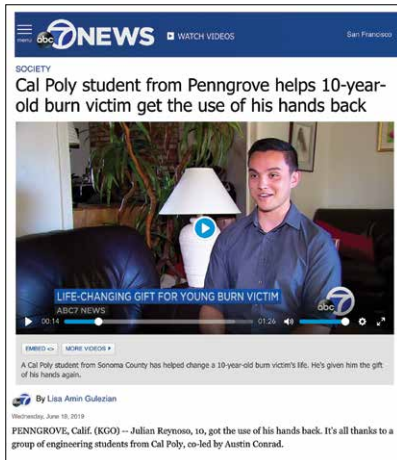 menu
abc 7 NEWS
WATCH VIDEOS
San Francisco
SOCIETY
Cal Poly student from Penngrove helps 10-year-
old burn victim get the use of his hands back
LIFE-CHANGING GIFT FOR YOUNG BURN VICTIM
ABC7 NEWS
abc 7
00:14
01:26
EMBED <>
MORE VIDEOS
A Cal Poly student from Sonoma County has helped change a 10-year-old burn victim's life. He's given him the gift
of his hands again.
By Lisa Amin Gulezian
Wednesday, June 19, 2019
PENNGROVE, Calif. (KGO) -- Julian Reynoso, 10, got the use of his hands back. It's all thanks to a
group of engineering students from Cal Poly, co-led by Austin Conrad.